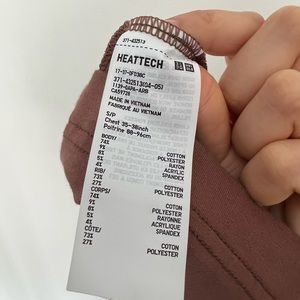 371-432513
HEATTECH
371-432513(04-05)
MADE IN VIETNAM
FABRIQUÉ AU VIETNAM
S/P
Chest 35-38inch
Poitrine 88-96cm
BODY/
74% COTTON
9% POLYESTER
8% RAYON
5% ACRYLIC
4% SPANDEX
RIB/
73% COTTON
27% POLYESTER
CORPS/
74% COTON
9% POLYESTER
8% RAYONNE
5% ACRYLIQUE
4% SPANDEX
CÔTE/
73% COTON
27% POLYESTER